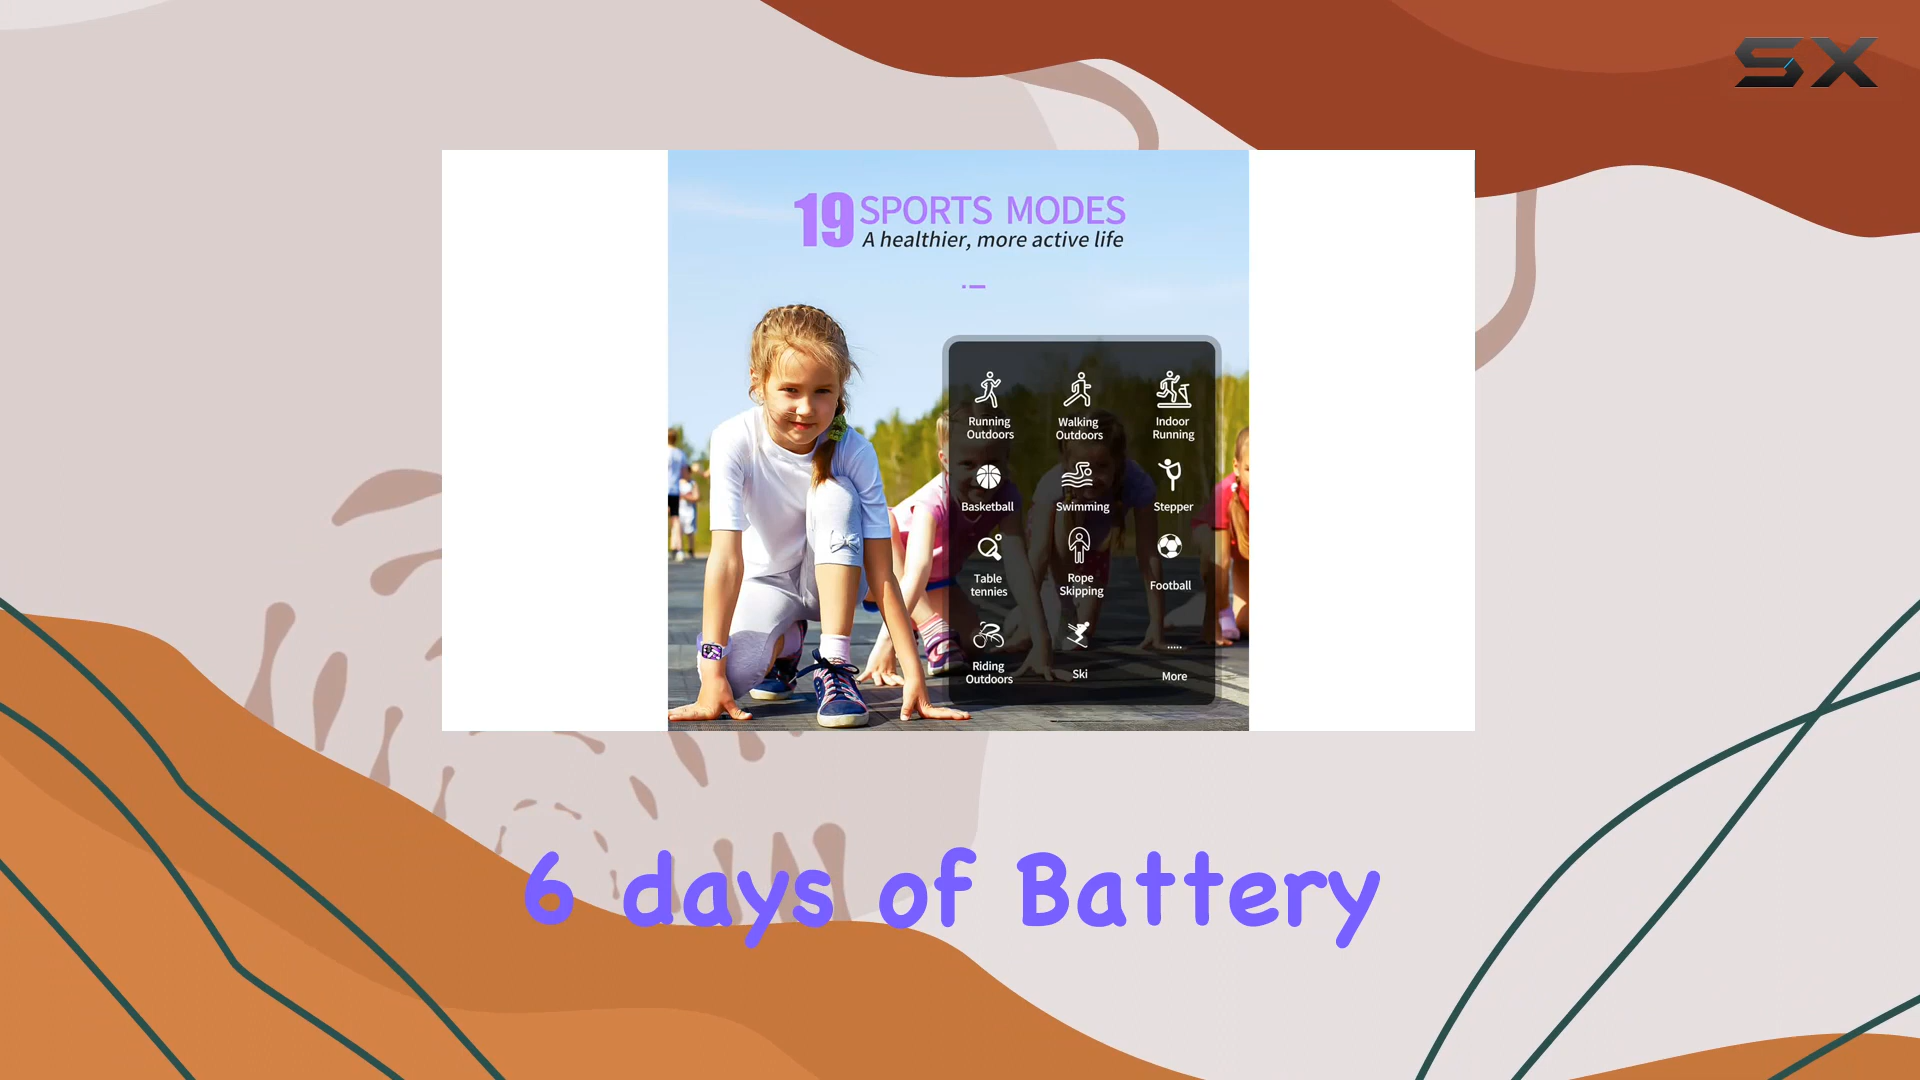 SX
19 SPORTS MODES
A healthier, more active life
Running
Outdoors
Walking
Outdoors
Indoor
Running
Basketball
Swimming
Stepper
Table
tennies
Rope
Skipping
Football
Riding
Outdoors
Ski
.....
More
6 days of Battery